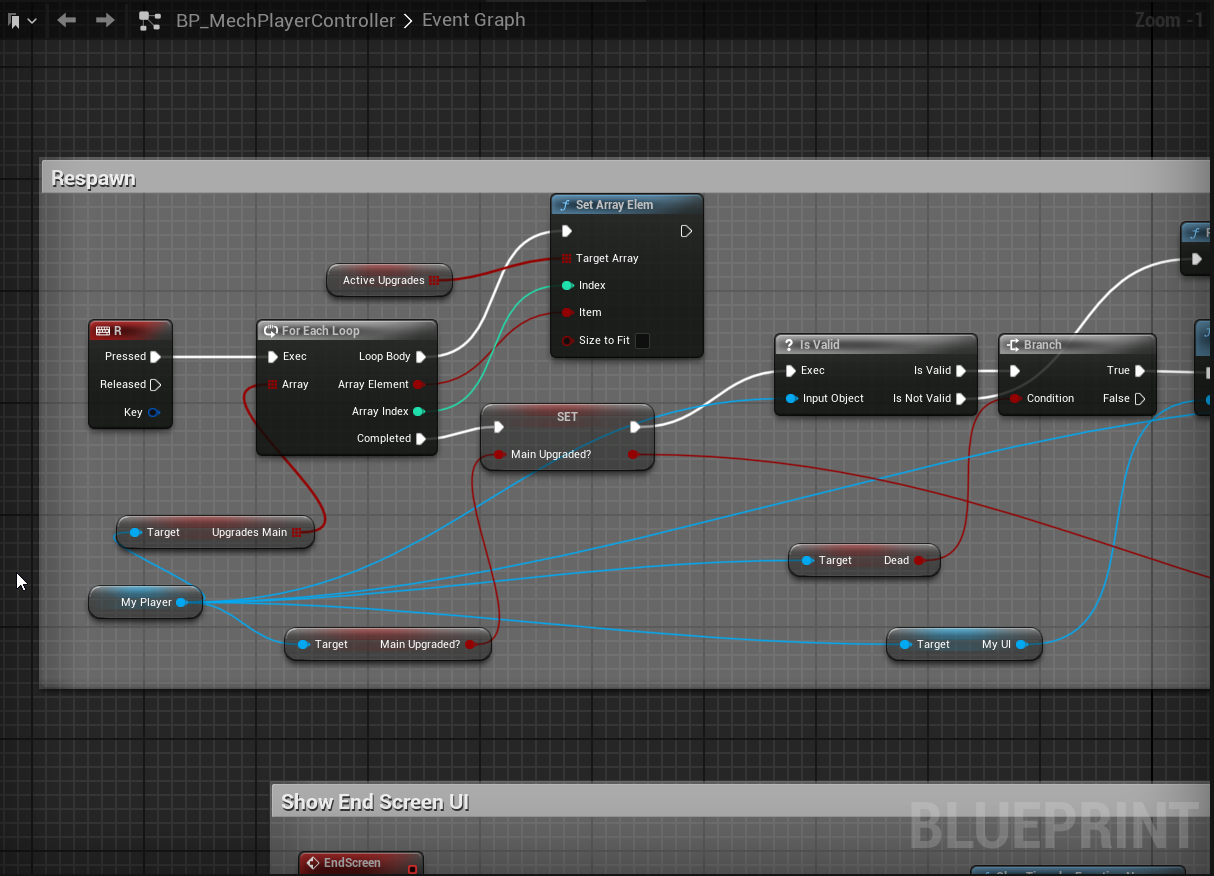 BP_MechPlayerController > Event Graph
Zoom -1
Respawn
Set Array Elem
Target Array
Index
Item
Size to Fit
Active Upgrades
R
Pressed
Released
Key
For Each Loop
Exec
Loop Body
Array
Array Element
Array Index
Completed
SET
Main Upgraded?
? Is Valid
Exec
Is Valid
Input Object
Is Not Valid
Branch
True
Condition
False
Target
Upgrades Main
Target
Dead
My Player
Target
Main Upgraded?
Target
My UI
Show End Screen UI
BLUEPRINT
EndScreen